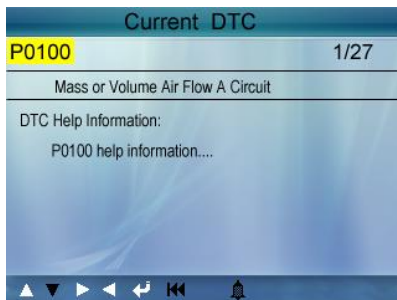 Current DTC
P0100 1/27
Mass or Volume Air Flow A Circuit
DTC Help Information:
P0100 help information....